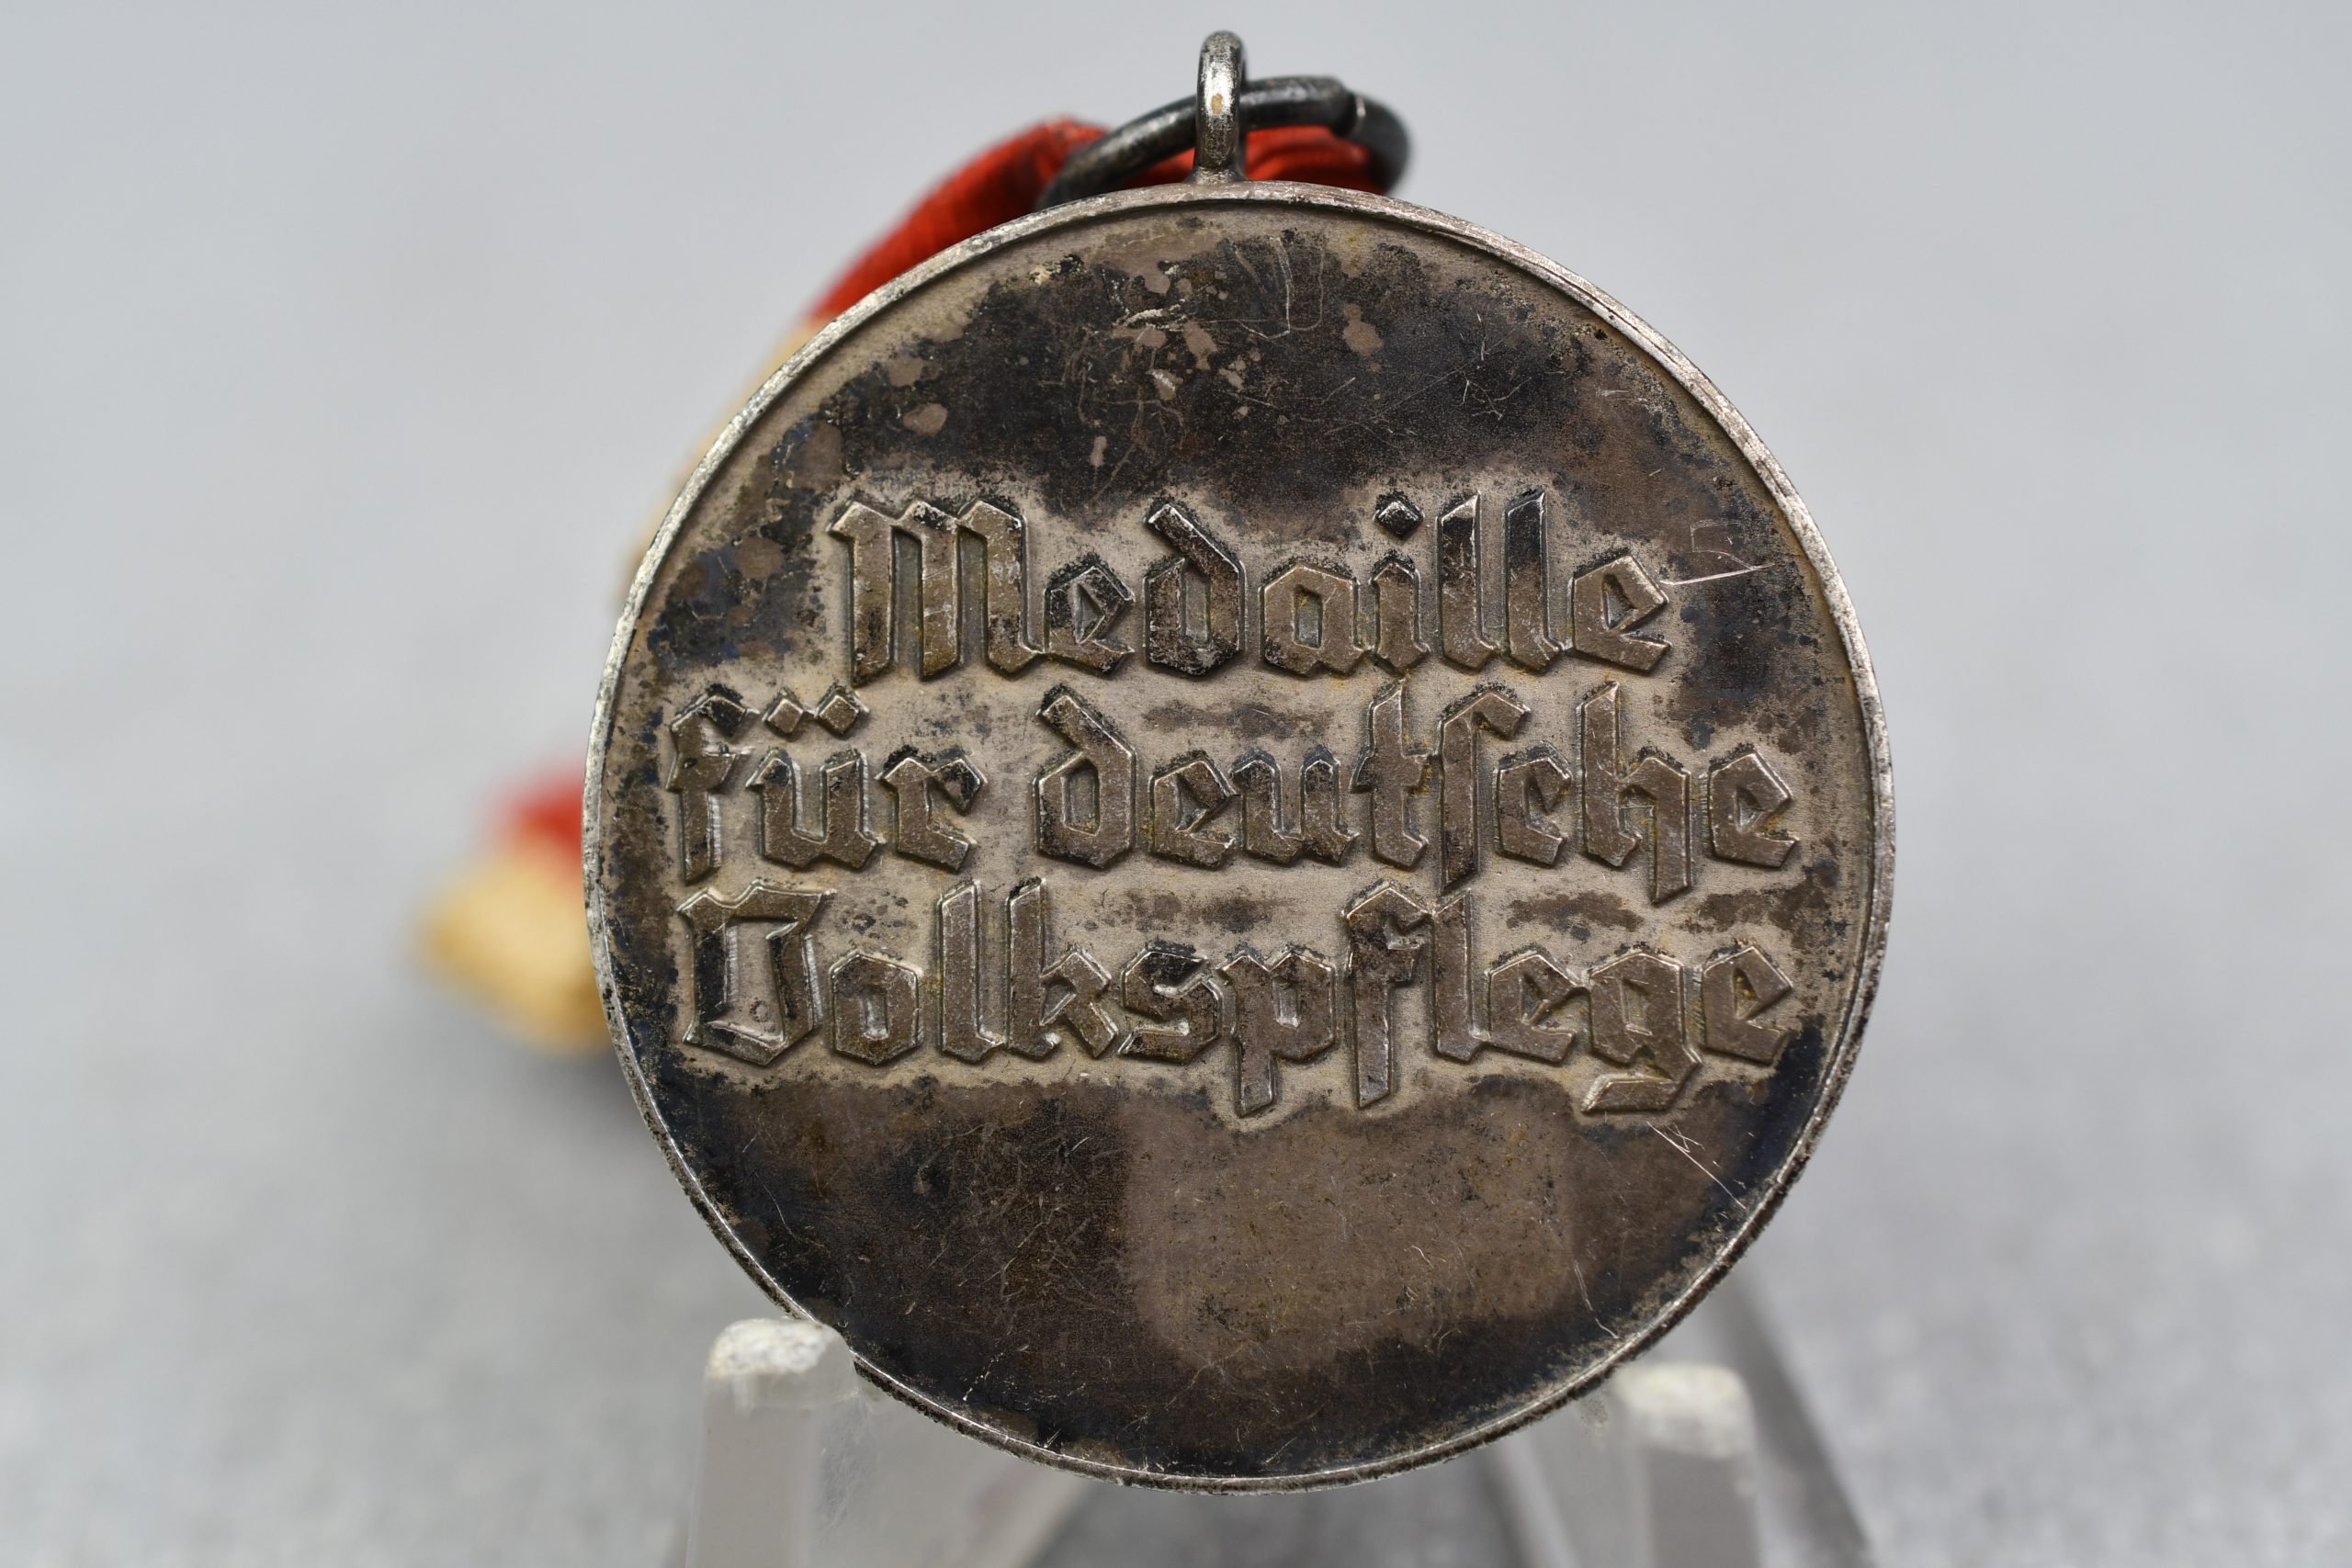 Medaille
für deutſche
Volkspflege